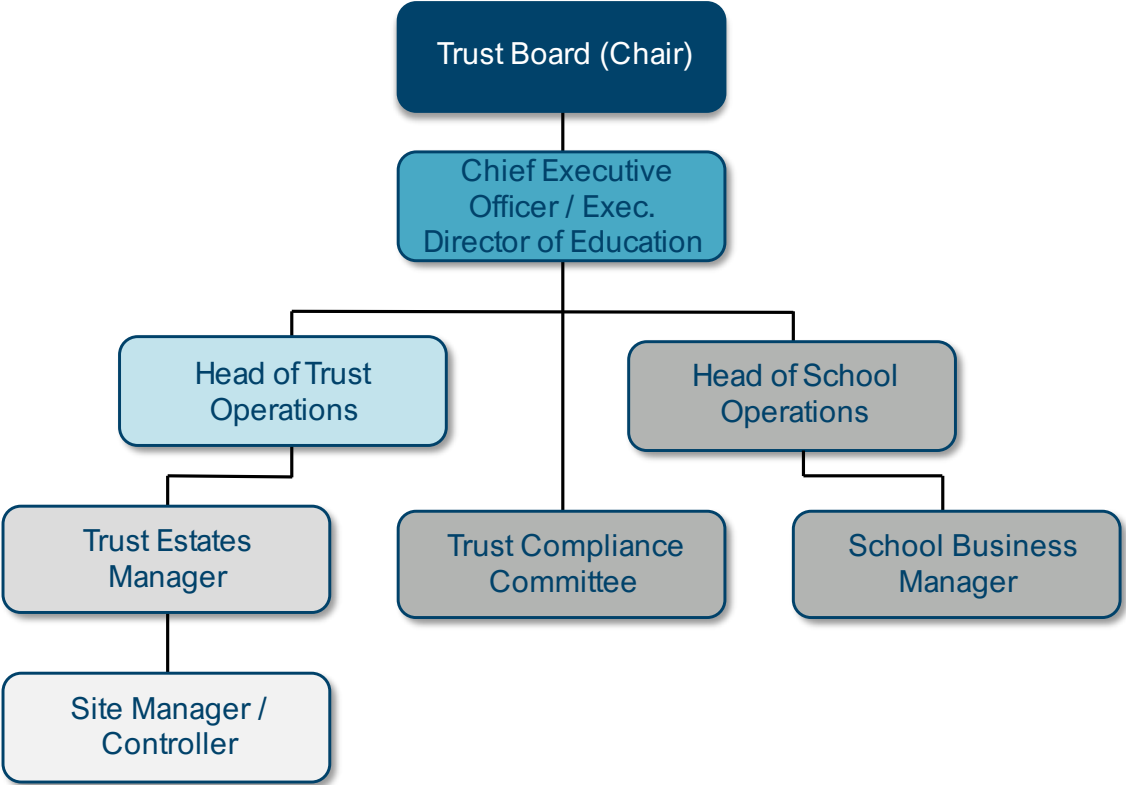 Trust Board (Chair)
Chief Executive
Officer / Exec.
Director of Education
Head of Trust
Operations
Head of School
Operations
Trust Estates
Manager
Trust Compliance
Committee
School Business
Manager
Site Manager /
Controller